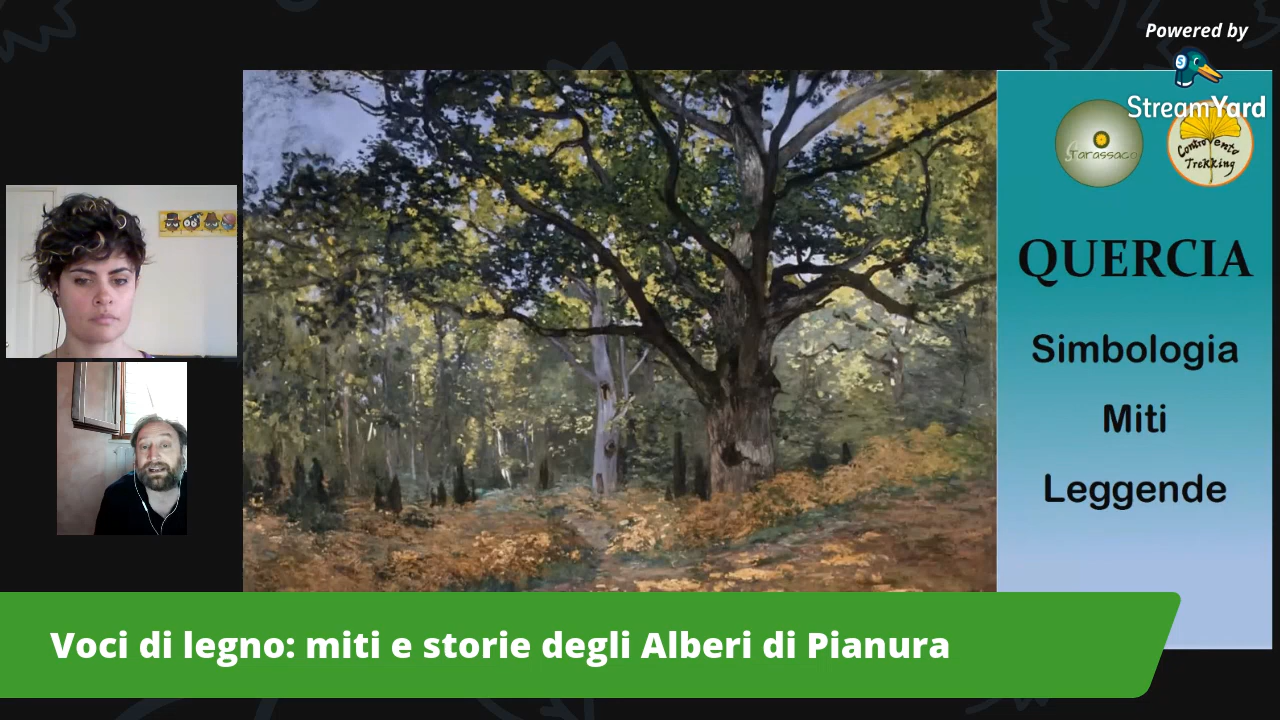 Powered by
StreamYard
Tarassaco
ControVento
Trekking
QUERCIA
Simbologia
Miti
Leggende
Voci di legno: miti e storie degli Alberi di Pianura